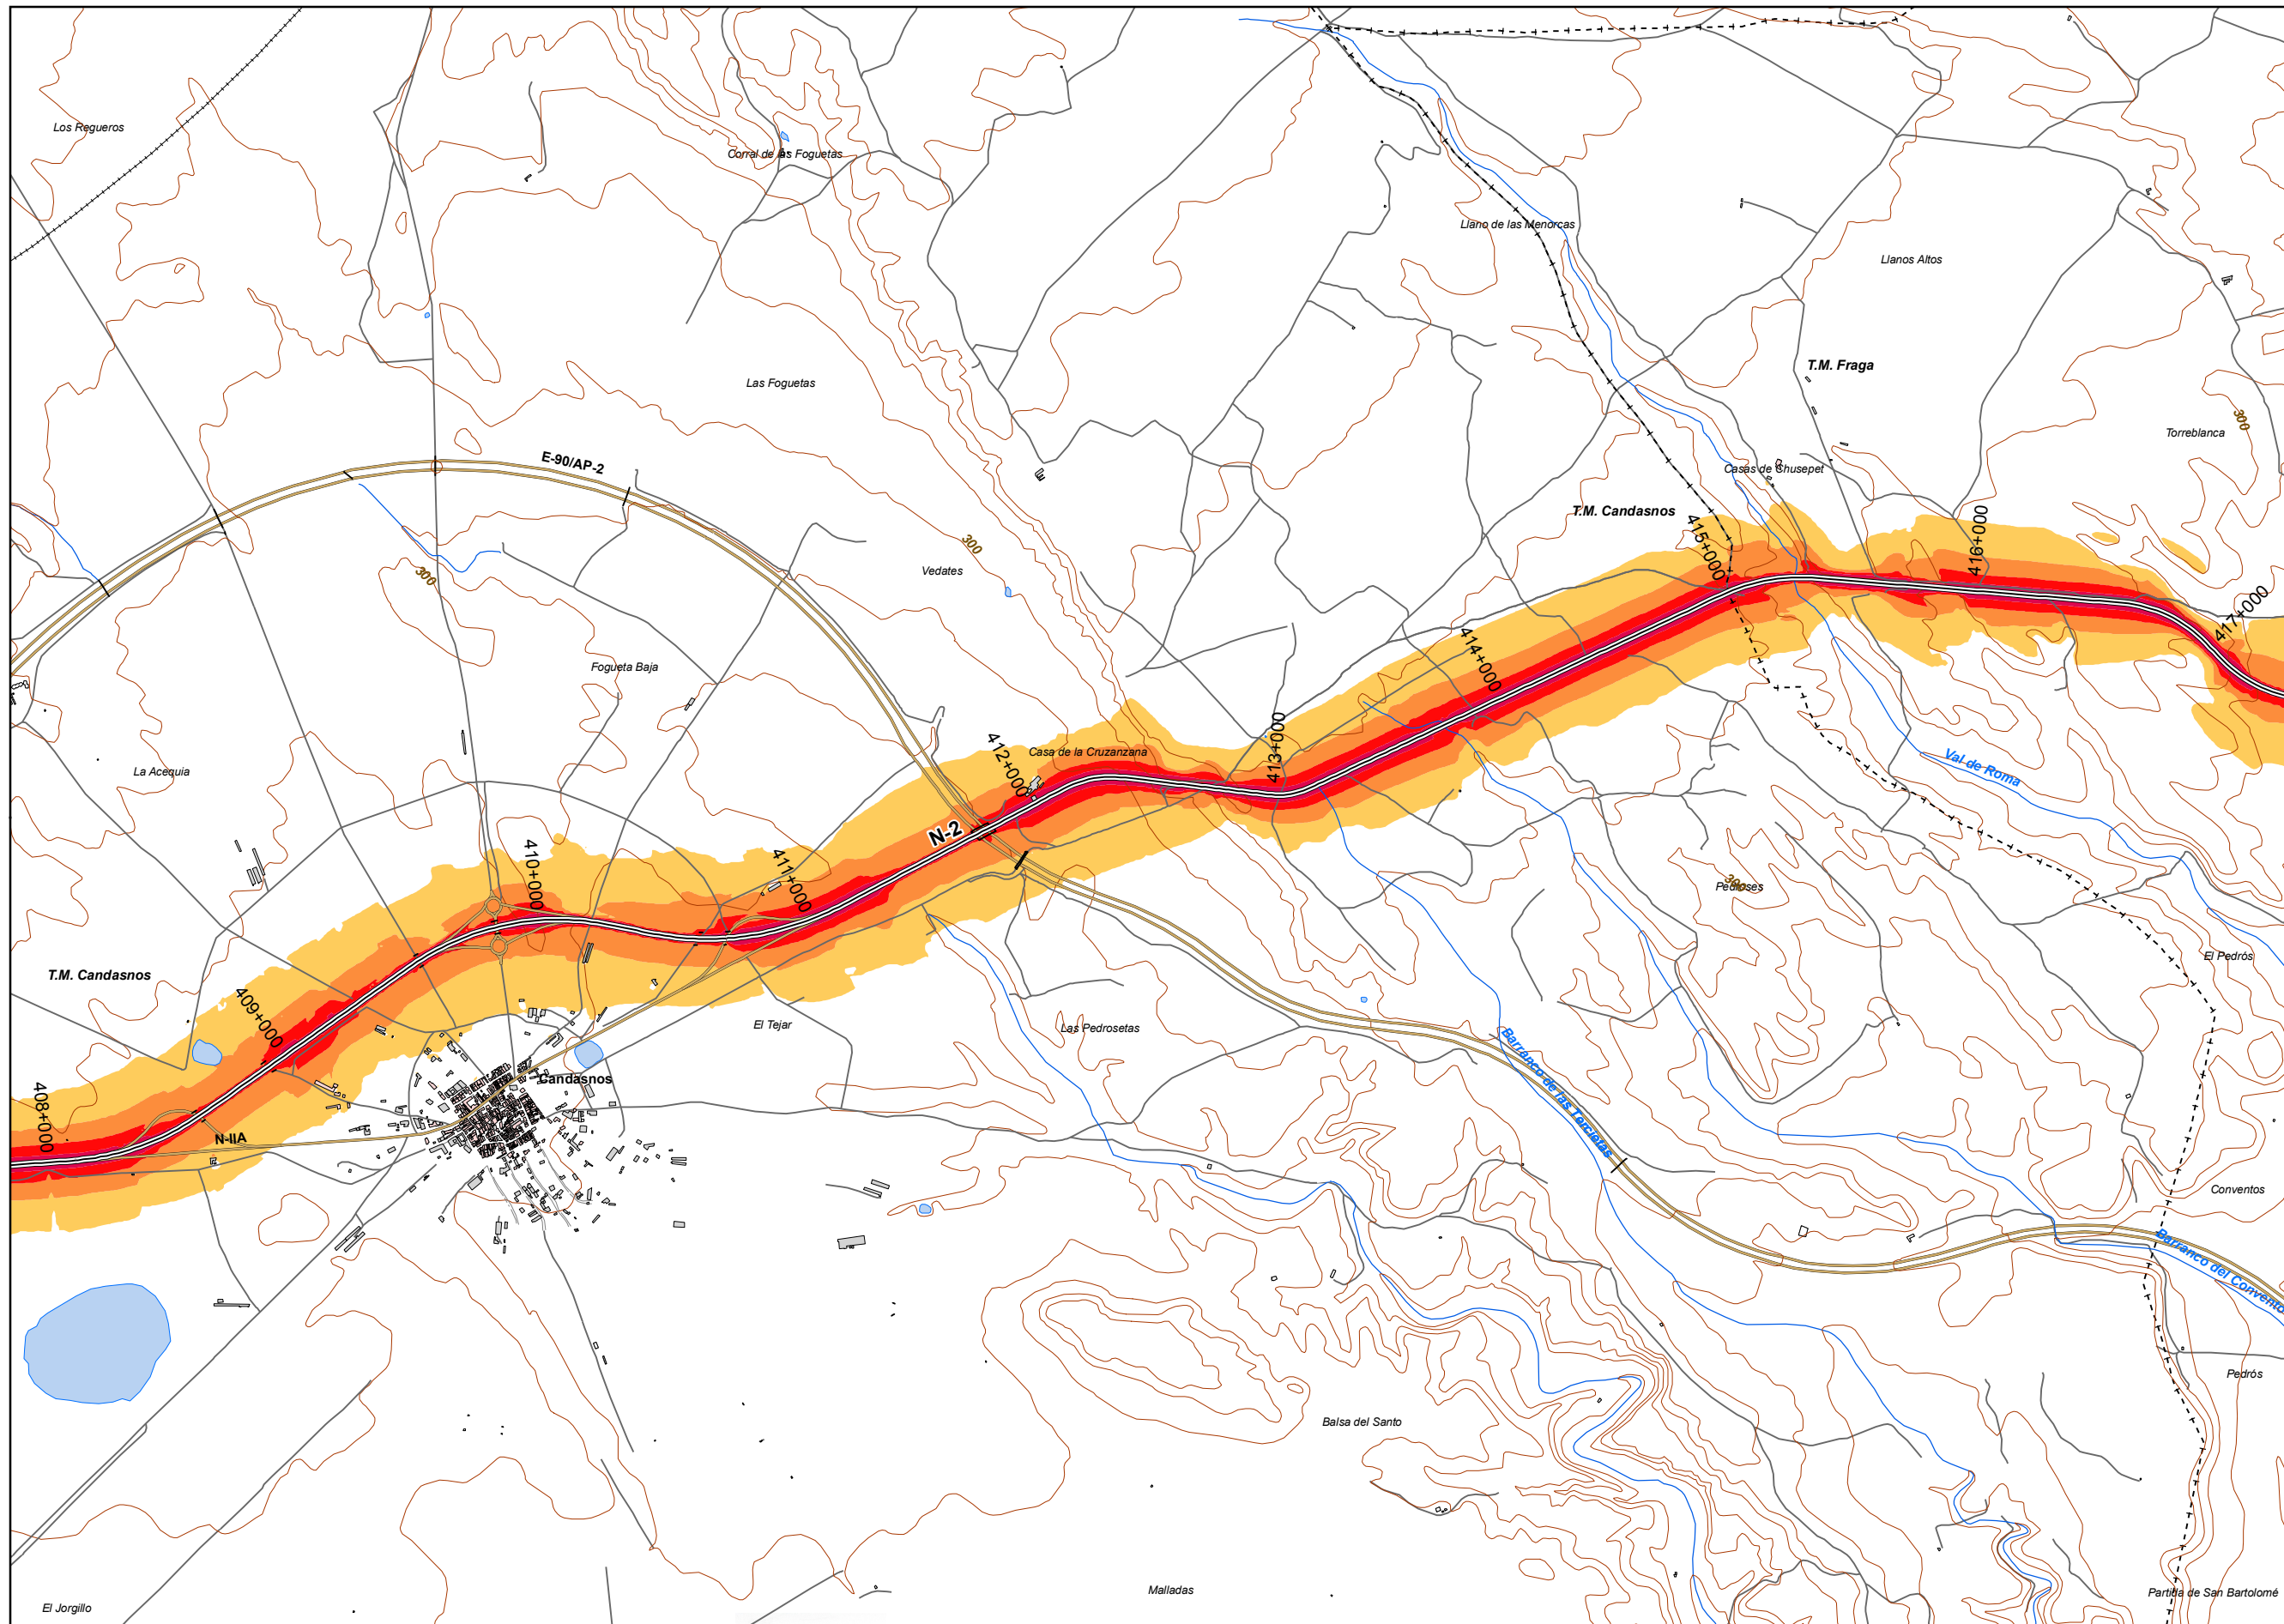 Los Regueros
Corral de las Foguetas
Llano de las Menorcas
Llanos Altos
T.M. Fraga
Las Foguetas
300
Torreblanca
E-90/AP-2
Casas de Chusepet
T.M. Candasnos
415+000
416+000
300
Vedates
300
417+000
Fogueta Baja
414+000
La Acequia
412+000
Casa de la Cruzanzana
413+000
Val de Roma
N-2
410+000
411+000
300
Pedroses
T.M. Candasnos
El Pedrós
409+000
El Tejar
Las Pedrosetas
Barranco de las Tercietas
408+000
Candasnos
N-IIA
Conventos
Barranco del Convento
Pedrós
Balsa del Santo
Malladas
Partida de San Bartolomé
El Jorgillo